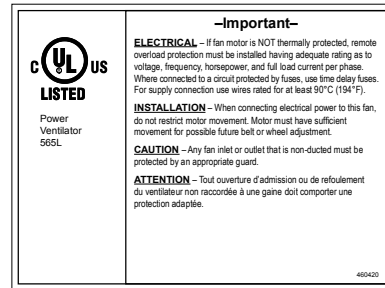 C UL US
LISTED
Power
Ventilator
565L
–Important–
ELECTRICAL – If fan motor is NOT thermally protected, remote
overload protection must be installed having adequate rating as to
voltage, frequency, horsepower, and full load current per phase.
Where connected to a circuit protected by fuses, use time delay fuses.
For supply connection use wires rated for at least 90°C (194°F).
INSTALLATION – When connecting electrical power to this fan,
do not restrict motor movement. Motor must have sufficient
movement for possible future belt or wheel adjustment.
CAUTION – Any fan inlet or outlet that is non-ducted must be
protected by an appropriate guard.
ATTENTION – Tout ouverture d'admission ou de refoulement
du ventilateur non raccordée à une gaine doit comporter une
protection adaptée.
460420